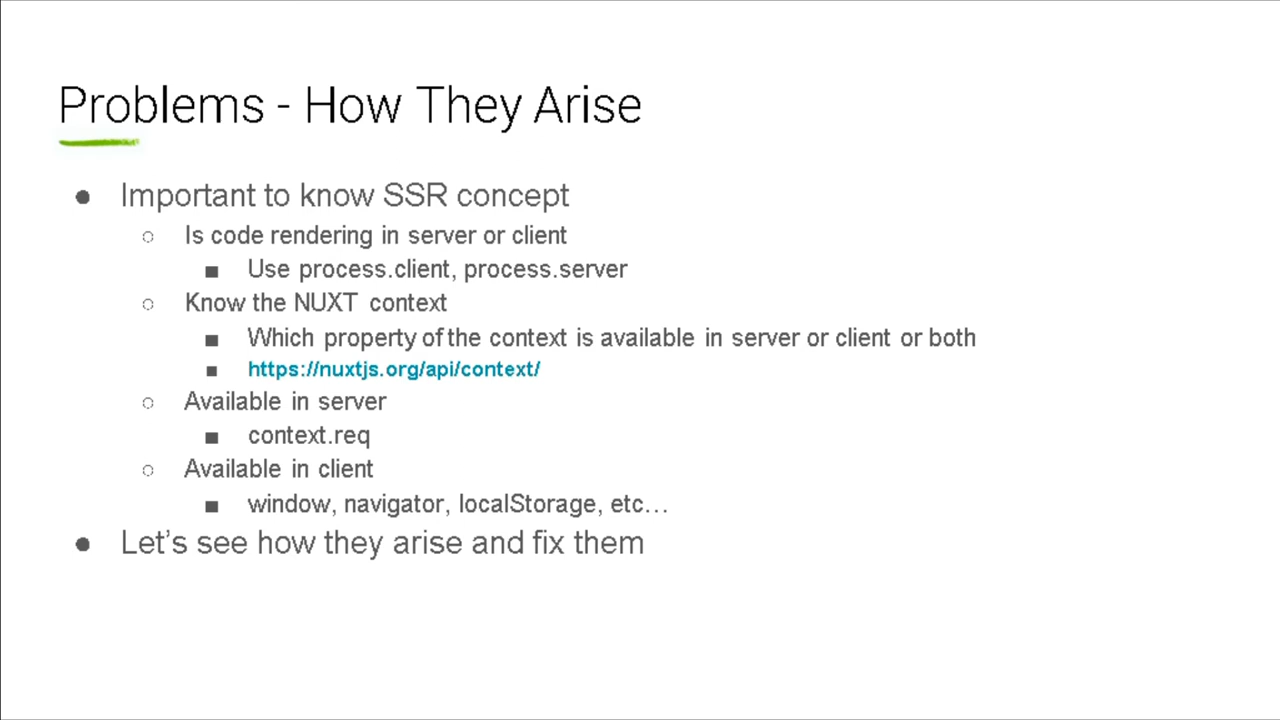 Problems - How They Arise
● Important to know SSR concept
○ Is code rendering in server or client
■ Use process.client, process.server
○ Know the NUXT context
■ Which property of the context is available in server or client or both
■ https://nuxtjs.org/api/context/
○ Available in server
■ context.req
○ Available in client
■ window, navigator, localStorage, etc…
● Let’s see how they arise and fix them